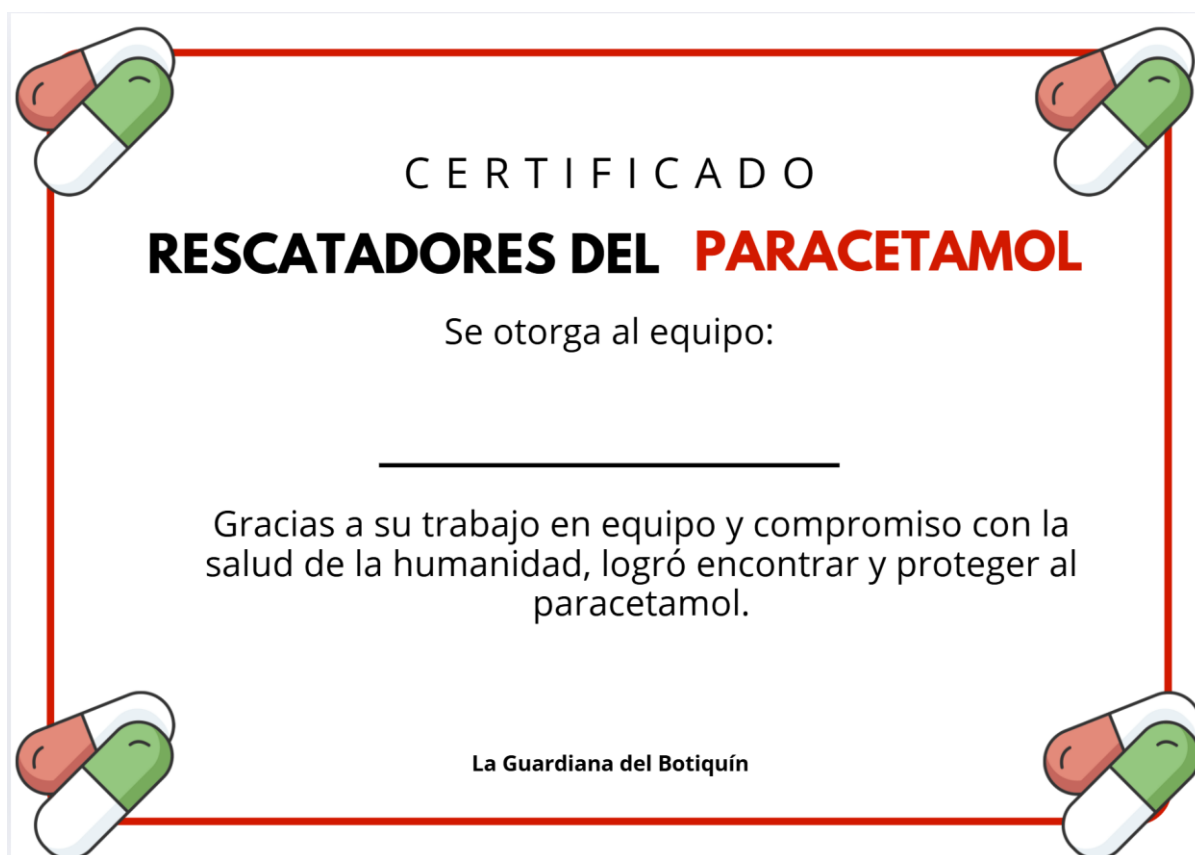 CERTIFICADO
RESCATADORES DEL PARACETAMOL
Se otorga al equipo:
Gracias a su trabajo en equipo y compromiso con la
salud de la humanidad, logró encontrar y proteger al
paracetamol.
La Guardiana del Botiquín